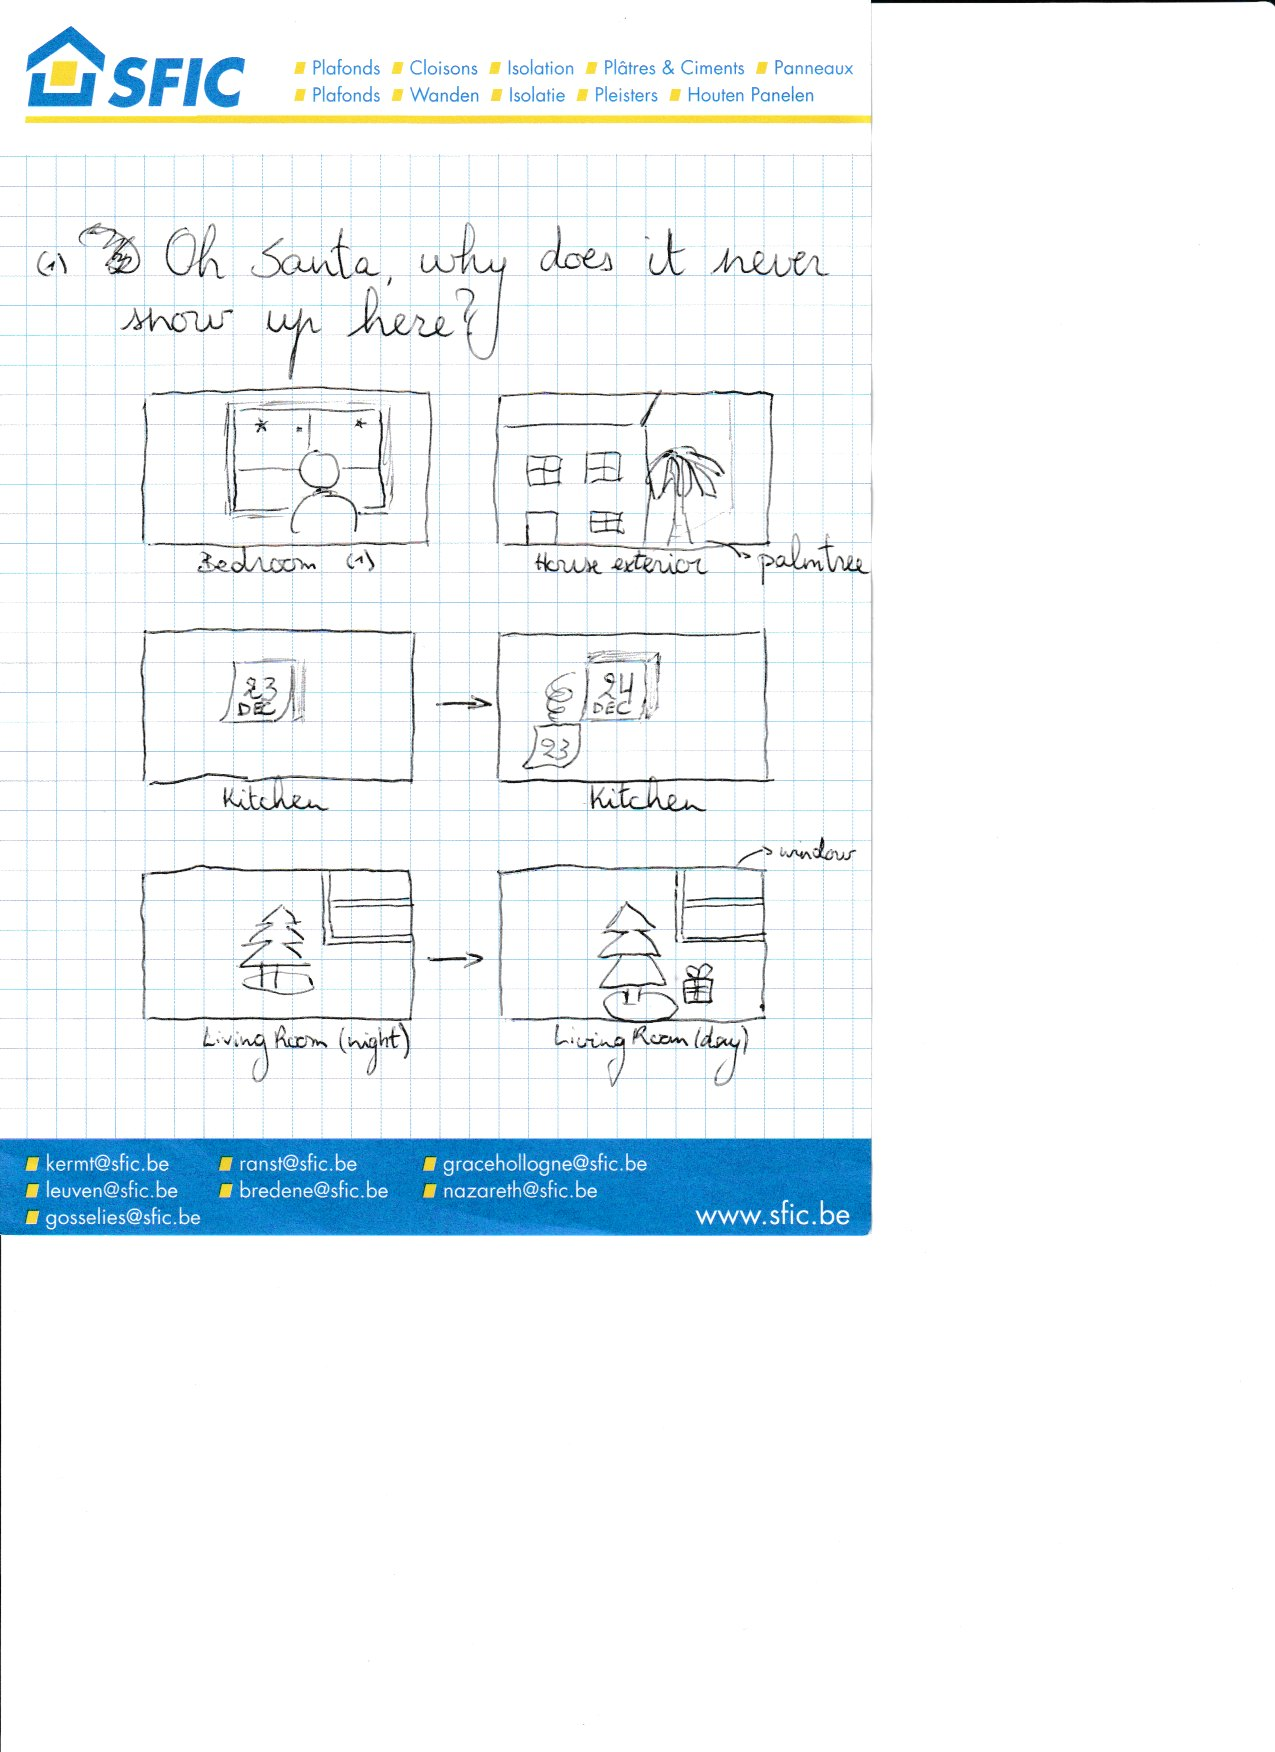 SFIC
Plafonds Cloisons Isolation Plâtres & Ciments Panneaux
Plafonds Wanden Isolatie Pleisters Houten Panelen
(1) Oh Santa, why does it never
snow up here?
Bedroom (1)
House exterior
palmtree
23
DEC
24
DEC
23
Kitchen
Kitchen
window
Living Room (night)
Living Room (day)
kermt@sfic.be ranst@sfic.be gracehollogne@sfic.be
leuven@sfic.be bredene@sfic.be nazareth@sfic.be
gosselies@sfic.be
www.sfic.be